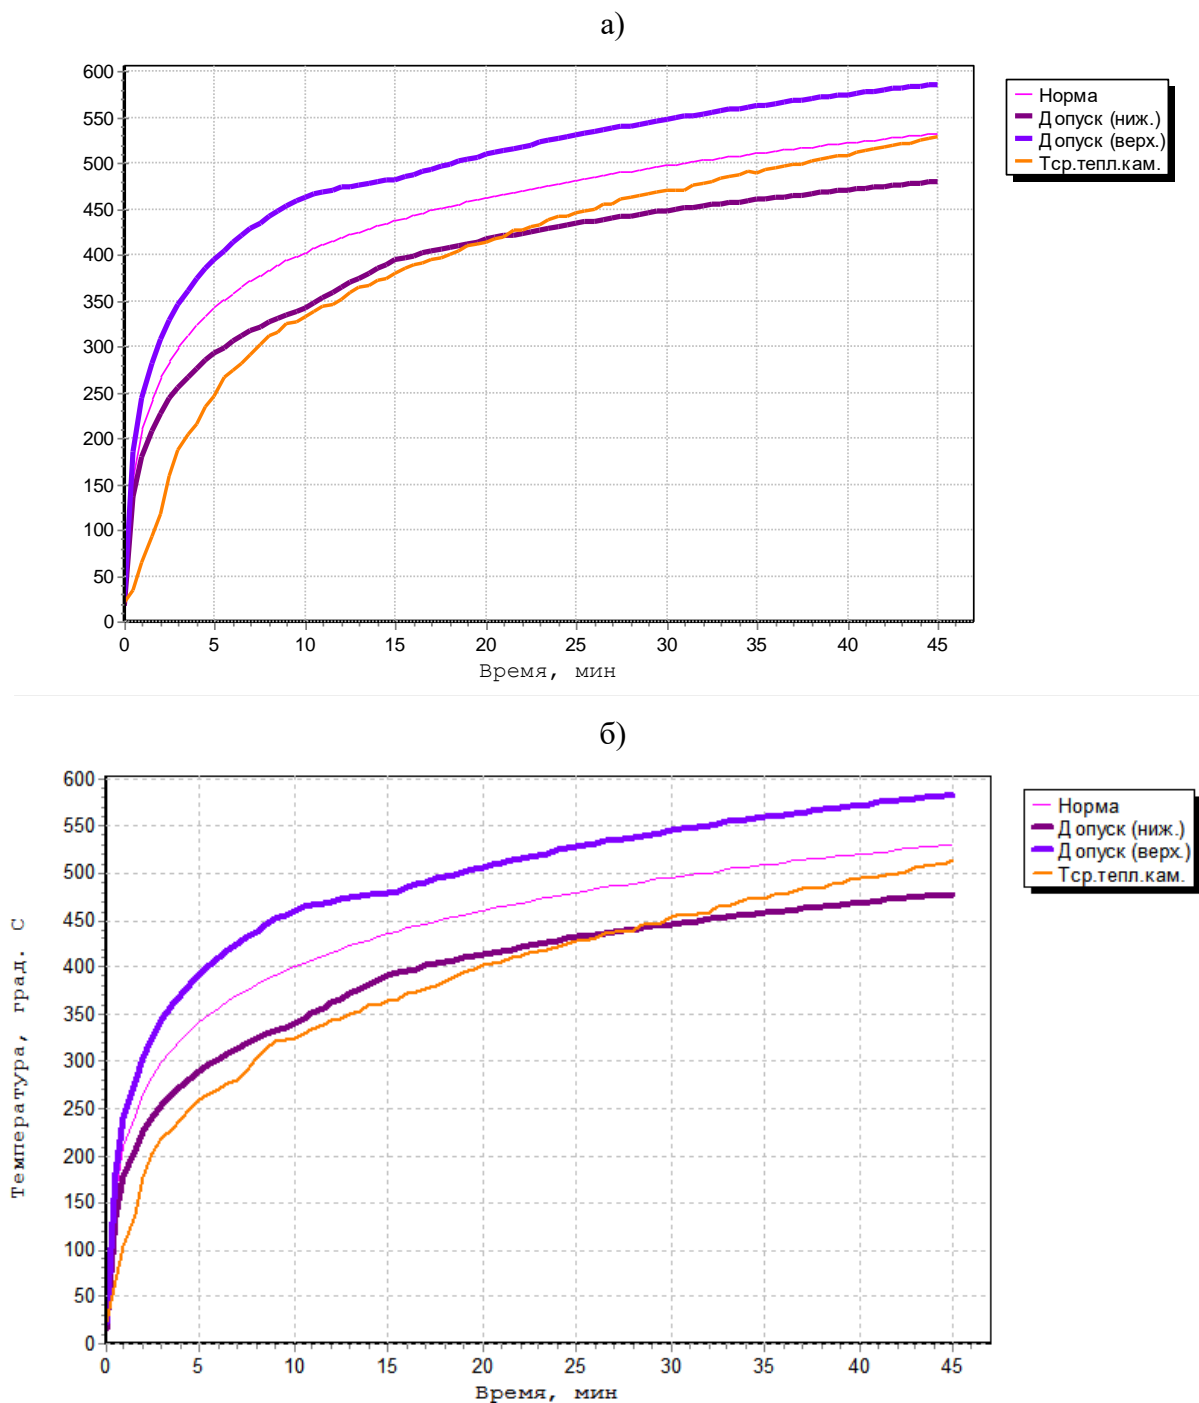 а)
600
550
500
450
400
350
300
250
200
150
100
50
0
0 5 10 15 20 25 30 35 40 45
Время, мин
Норма
Допуск (ниж.)
Допуск (верх.)
Тср.тепл.кам.
б)
600
550
500
450
400
350
300
250
200
150
100
50
0
Температура, град. С
0 5 10 15 20 25 30 35 40 45
Время, мин
Норма
Допуск (ниж.)
Допуск (верх.)
Тср.тепл.кам.